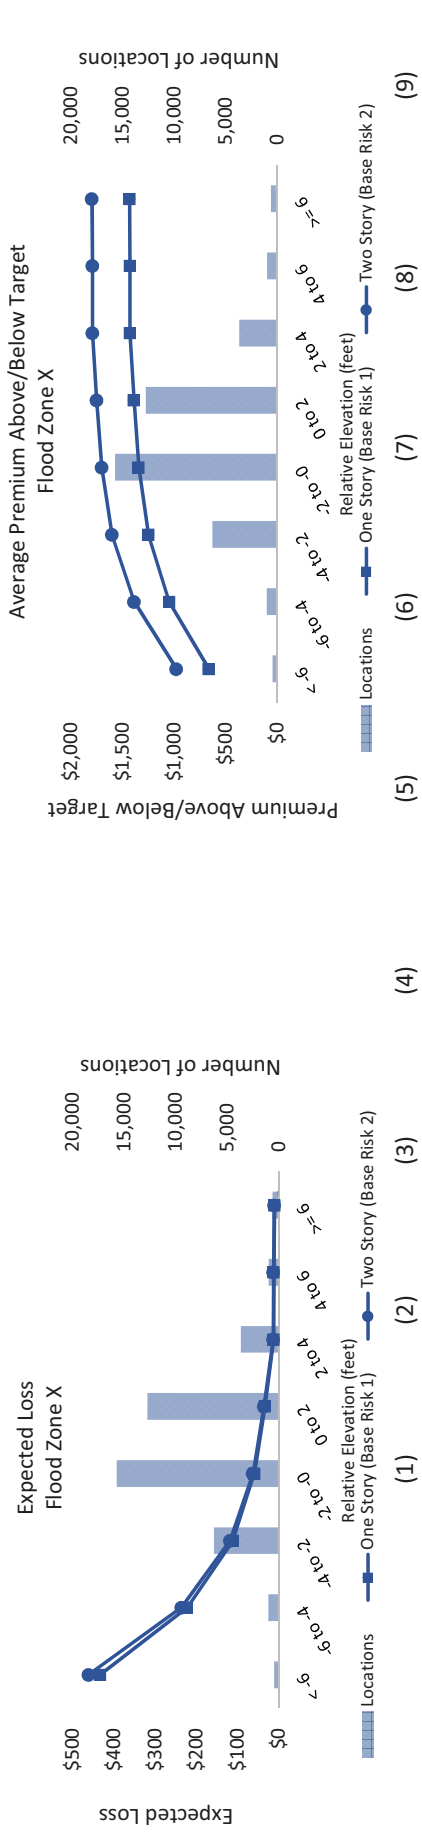 Expected Loss
Flood Zone X
Expected Loss
$500
$400
$300
$200
$100
$0
Number of Locations
20,000
15,000
10,000
5,000
0
<-6
-6 to -4
-4 to -2
-2 to -0
0 to 2
2 to 4
4 to 6
>= 6
Relative Elevation (feet)
Locations
One Story (Base Risk 1)
Two Story (Base Risk 2)
Average Premium Above/Below Target
Flood Zone X
Premium Above/Below Target
$2,000
$1,500
$1,000
$500
$0
Number of Locations
20,000
15,000
10,000
5,000
0
<-6
-6 to -4
-4 to -2
-2 to -0
0 to 2
2 to 4
4 to 6
>= 6
Relative Elevation (feet)
Locations
One Story (Base Risk 1)
Two Story (Base Risk 2)
(1) (2) (3) (4) (5) (6) (7) (8) (9)